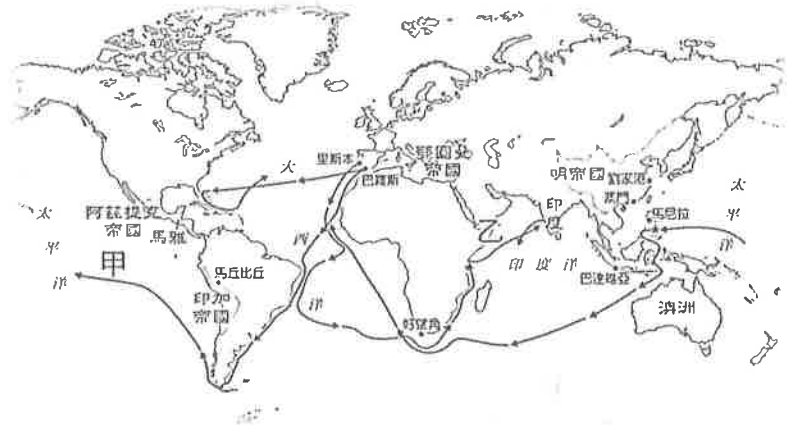 里斯本
大
巴羅斯
鄂圖曼
帝國
明帝國
劉家港
澳門
太
平
洋
太
平
洋
阿茲提克
帝國
馬雅
甲
西
洋
乙
印
度
馬尼拉
印度洋
馬丘比丘
印加
帝國
巴達維亞
好望角
澳洲